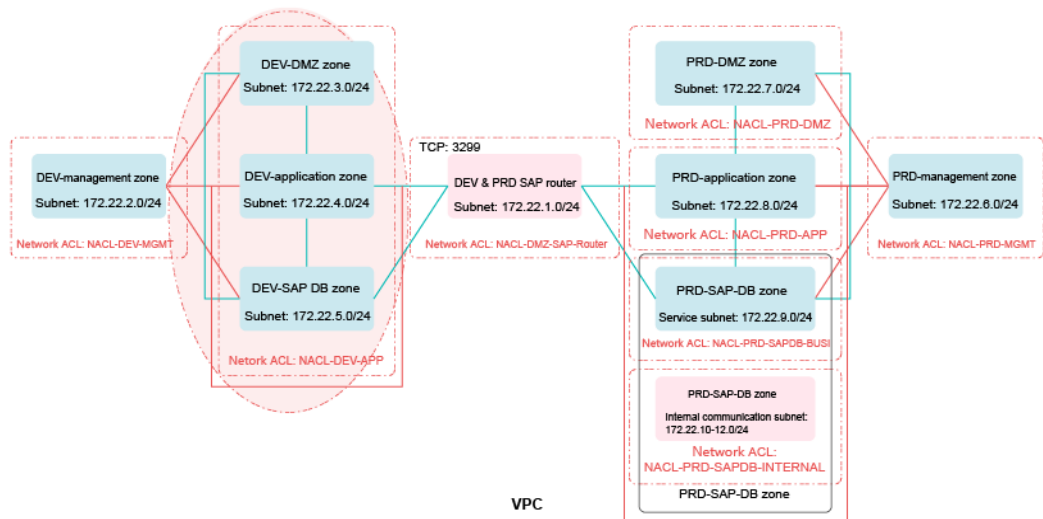 DEV-DMZ zone
Subnet: 172.22.3.0/24
DEV-management zone
Subnet: 172.22.2.0/24
Network ACL: NACL-DEV-MGMT
DEV-application zone
Subnet: 172.22.4.0/24
DEV-SAP DB zone
Subnet: 172.22.5.0/24
Netork ACL: NACL-DEV-APP
TCP: 3299
DEV & PRD SAP router
Subnet: 172.22.1.0/24
Network ACL: NACL-DMZ-SAP-Router
PRD-DMZ zone
Subnet: 172.22.7.0/24
Network ACL: NACL-PRD-DMZ
PRD-application zone
Subnet: 172.22.8.0/24
Network ACL: NACL-PRD-APP
PRD-management zone
Subnet: 172.22.6.0/24
Network ACL: NACL-PRD-MGMT
PRD-SAP-DB zone
Service subnet: 172.22.9.0/24
Network ACL: NACL-PRD-SAPDB-BUSI
PRD-SAP-DB zone
Internal communication subnet:
172.22.10-12.0/24
Network ACL:
NACL-PRD-SAPDB-INTERNAL
PRD-SAP-DB zone
VPC